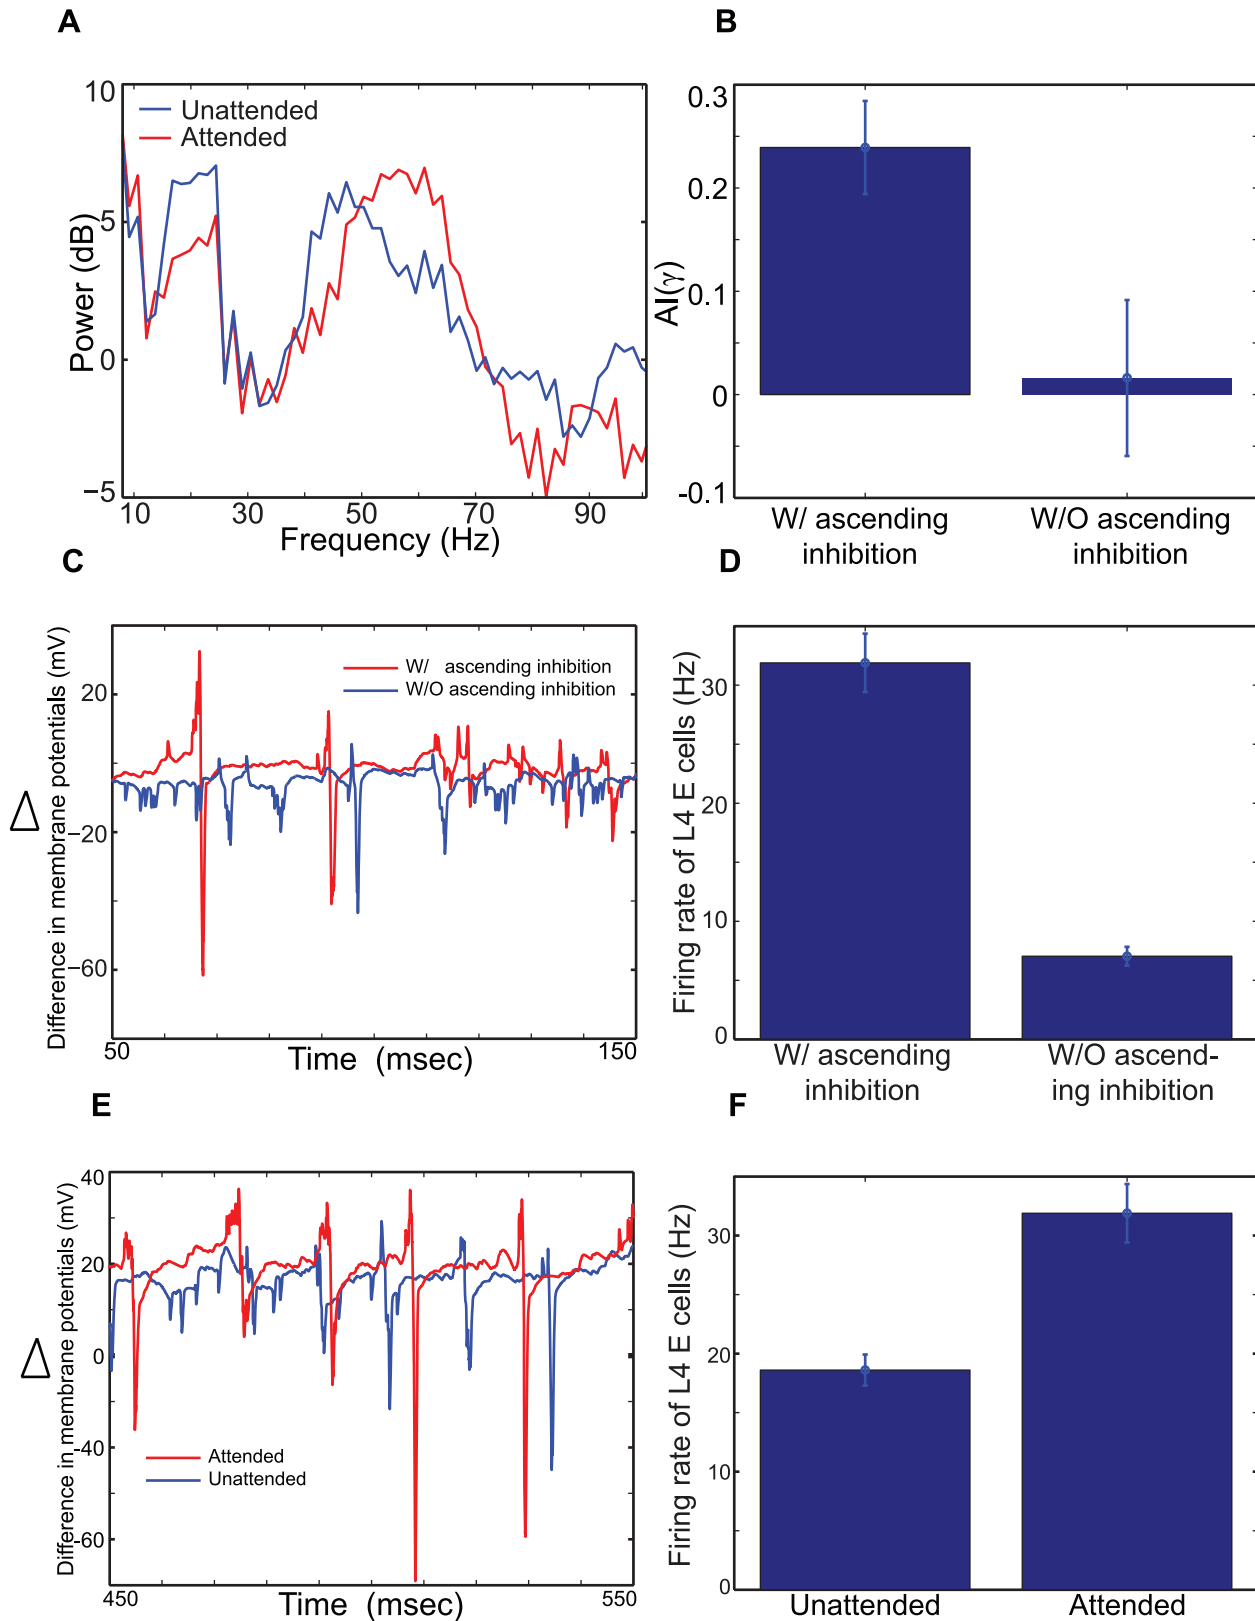 A
10
5
0
−5
Power (dB)
Unattended
Attended
10
30
50
70
90
Frequency (Hz)
B
0.3
0.2
0.1
0
-0.1
AI(γ)
W/ ascending
inhibition
W/O ascending
inhibition
C
20
−20
−60
Δ
Difference in membrane potentials (mV)
W/ ascending inhibition
W/O ascending inhibition
50
150
Time (msec)
D
30
20
10
0
Firing rate of L4 E cells (Hz)
W/ ascending
inhibition
W/O ascend-
ing inhibition
E
40
20
0
-20
-40
-60
Δ
Difference in membrane potentials (mV)
Attended
Unattended
450
550
Time (msec)
F
30
20
10
0
Firing rate of L4 E cells (Hz)
Unattended
Attended